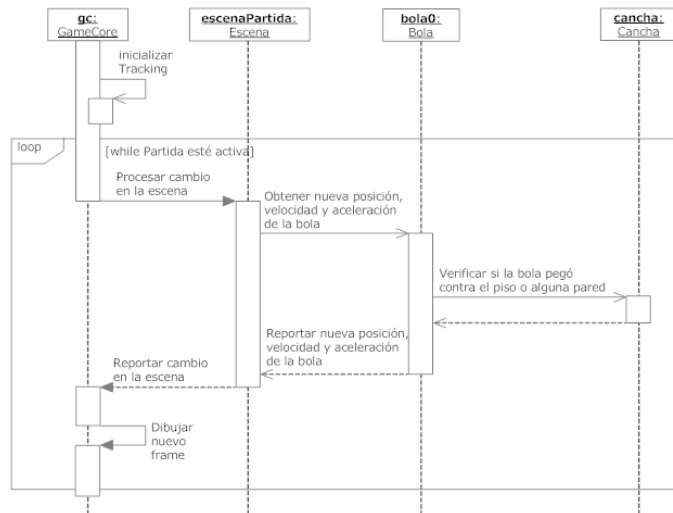 gc:
GameCore
escenaPartida:
Escena
bola0:
Bola
cancha:
Cancha
inicializar
Tracking
loop
[while Partida esté activa]
Procesar cambio
en la escena
Obtener nueva posición,
velocidad y aceleración
de la bola
Verificar si la bola pegó
contra el piso o alguna pared
Reportar nueva posición,
velocidad y aceleración
de la bola
Reportar cambio
en la escena
Dibujar
nuevo
frame